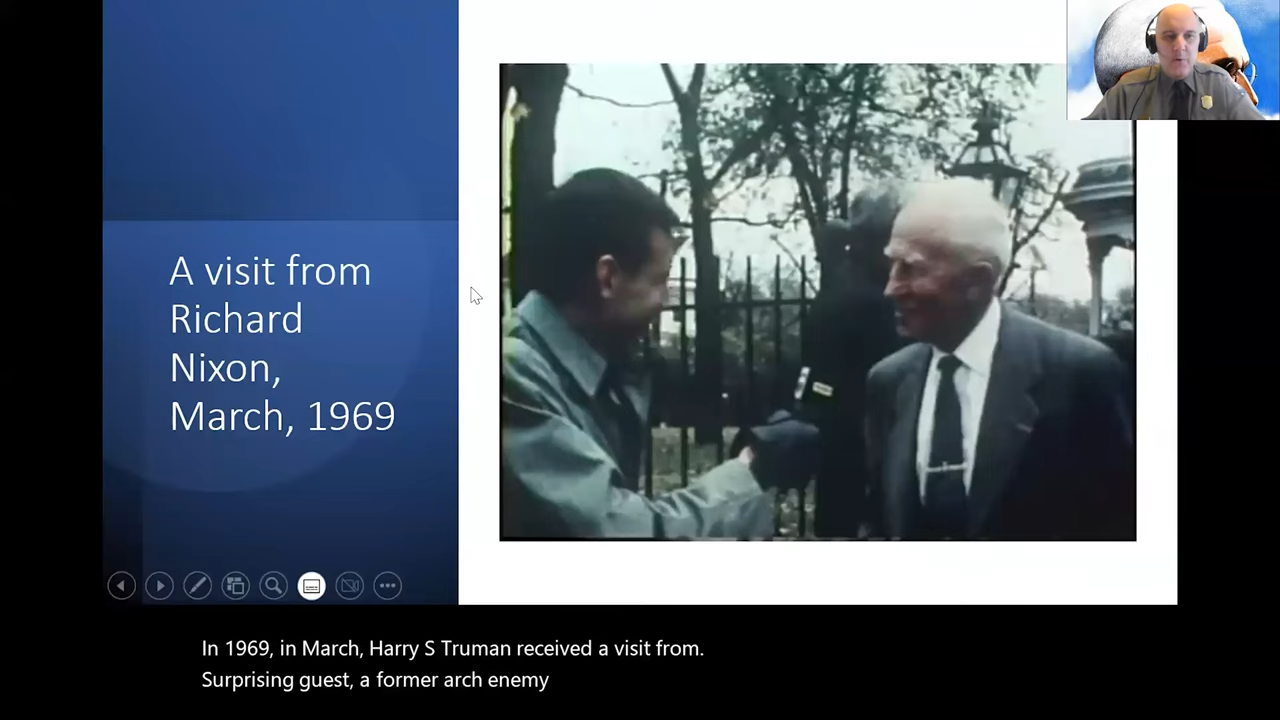 A visit from
Richard
Nixon,
March, 1969
In 1969, in March, Harry S Truman received a visit from.
Surprising guest, a former arch enemy